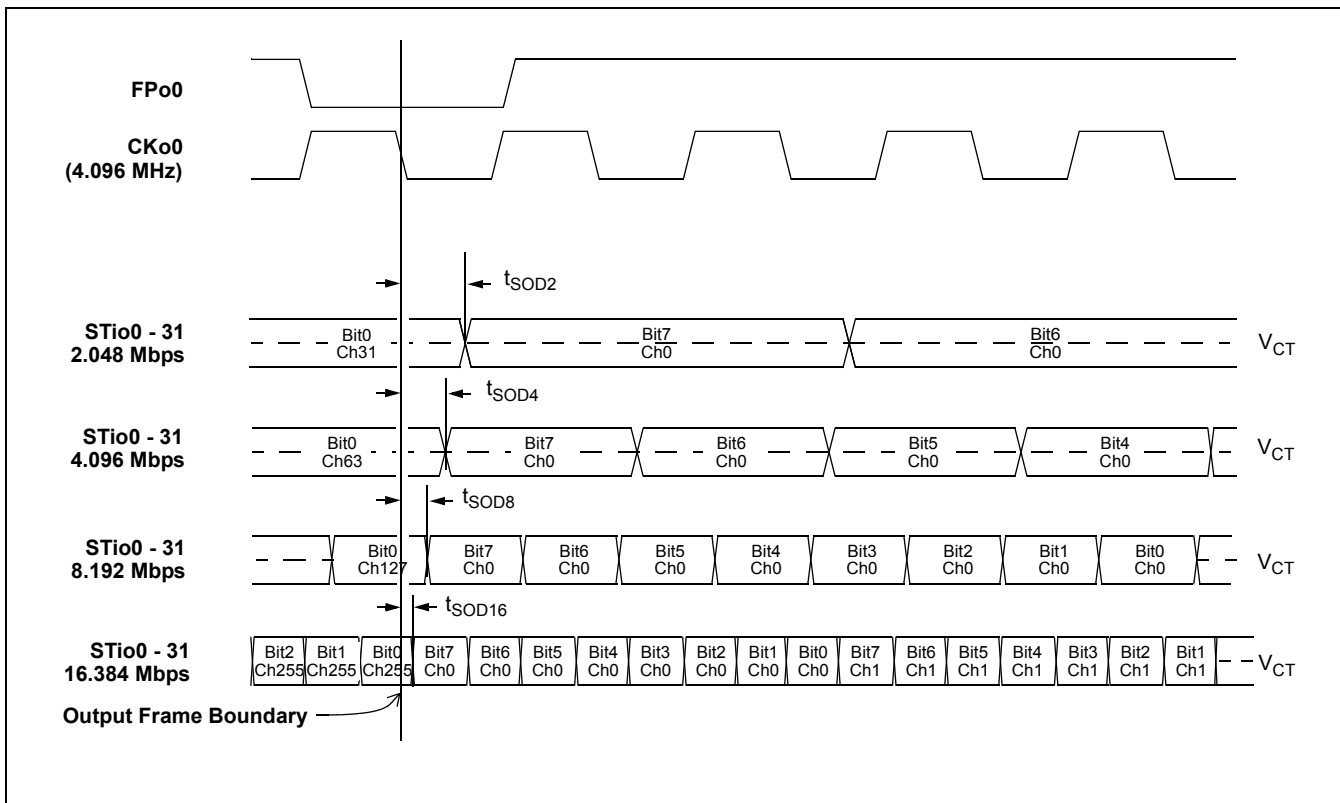 FPo0
CKo0
(4.096 MHz)
tSOD2
STio0 - 31
2.048 Mbps
Bit0
Ch31
Bit7
Ch0
Bit6
Ch0
VCT
tSOD4
STio0 - 31
4.096 Mbps
Bit0
Ch63
Bit7
Ch0
Bit6
Ch0
Bit5
Ch0
Bit4
Ch0
VCT
tSOD8
STio0 - 31
8.192 Mbps
Bit0
Ch127
Bit7
Ch0
Bit6
Ch0
Bit5
Ch0
Bit4
Ch0
Bit3
Ch0
Bit2
Ch0
Bit1
Ch0
Bit0
Ch0
VCT
tSOD16
STio0 - 31
16.384 Mbps
Bit2
Ch255
Bit1
Ch255
Bit0
Ch255
Bit7
Ch0
Bit6
Ch0
Bit5
Ch0
Bit4
Ch0
Bit3
Ch0
Bit2
Ch0
Bit1
Ch0
Bit0
Ch0
Bit7
Ch1
Bit6
Ch1
Bit5
Ch1
Bit4
Ch1
Bit3
Ch1
Bit2
Ch1
Bit1
Ch1
VCT
Output Frame Boundary